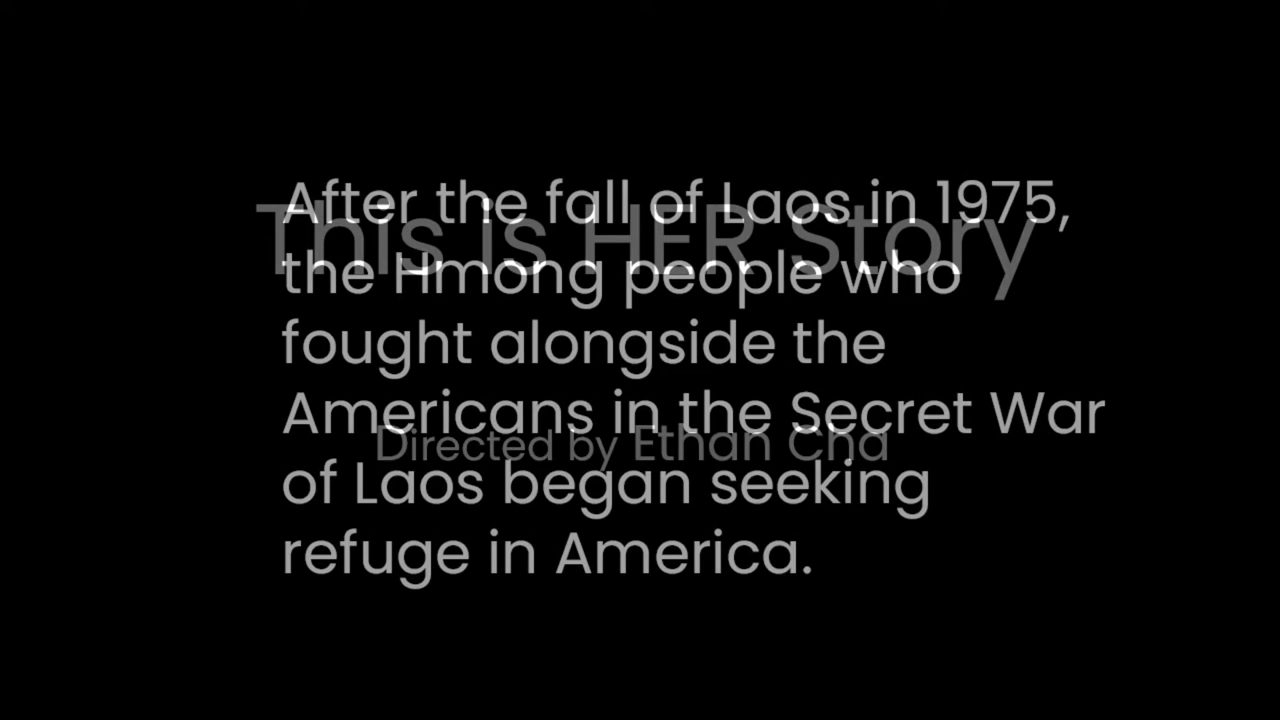 This is HER Story
Directed by Ethan Cha
After the fall of Laos in 1975,
the Hmong people who
fought alongside the
Americans in the Secret War
of Laos began seeking
refuge in America.